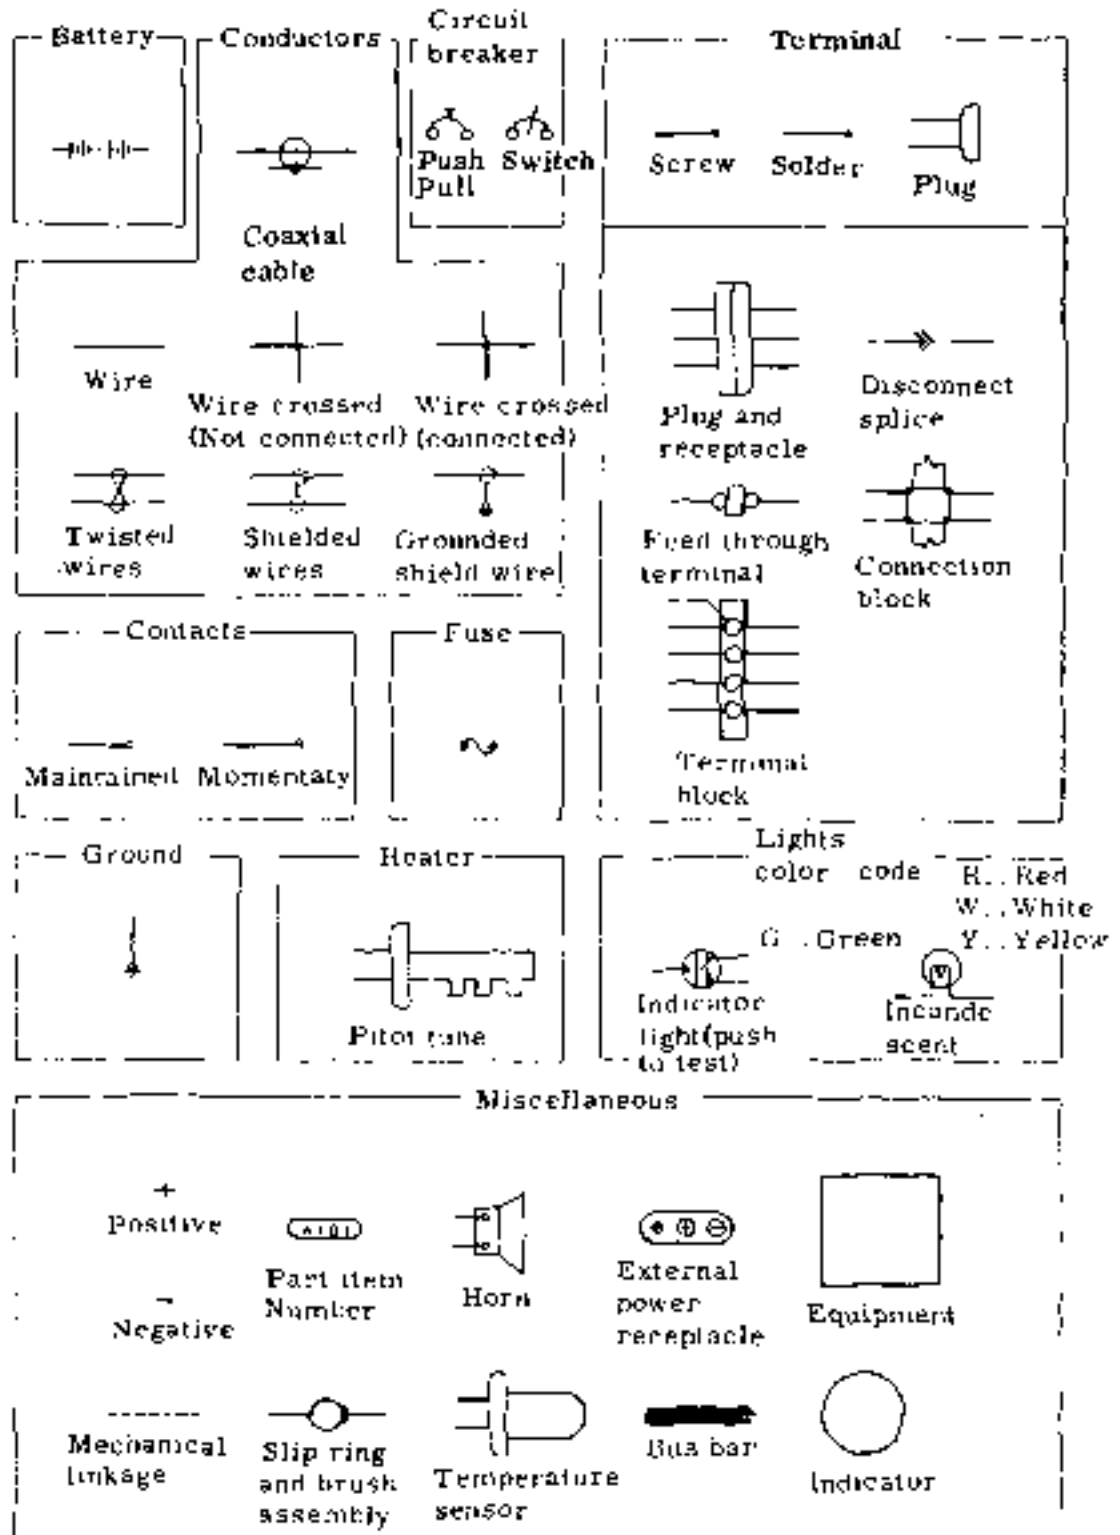 Battery
Conductors
Circuit
breaker
Terminal
Push
Pull
Switch
Screw
Solder
Plug
Coaxial
cable
Wire
Wire crossed
(Not connected)
Wire crossed
(connected)
Plug and
receptacle
Disconnect
splice
Twisted
wires
Shielded
wires
Grounded
shield wire
Feed through
terminal
Connection
block
Contacts
Fuse
Maintained
Momentary
Terminal
block
Ground
Heater
Lights
color code
R...Red
W...White
G...Green
Y...Yellow
Pitot
Indicator
light(push
to test)
Incande
scent
Miscellaneous
+
Positive
-
Negative
Part item
Number
Horn
External
power
receptacle
Equipment
Mechanical
linkage
Slip ring
and brush
assembly
Temperature
sensor
Bus bar
Indicator